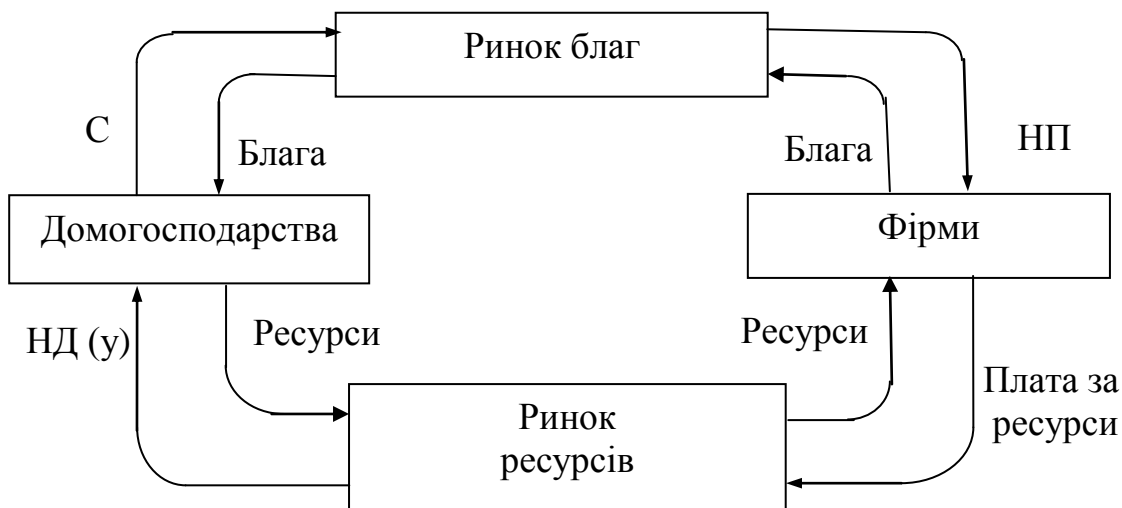 Ринок благ
С
НП
Блага
Блага
Домогосподарства
Фірми
НД (у)
Ресурси
Ресурси
Плата за
ресурси
Ринок
ресурсів